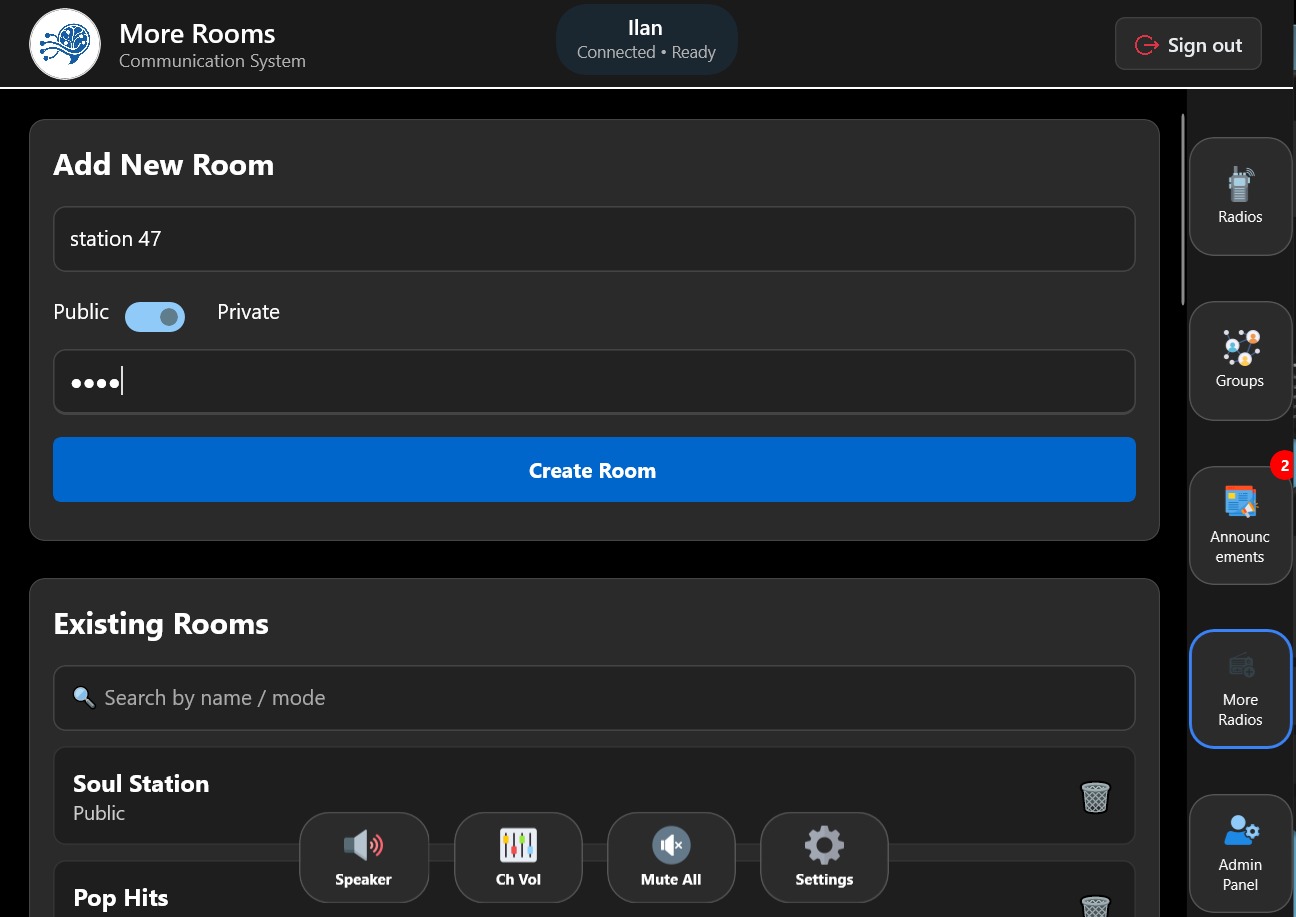 More Rooms
Communication System
Ilan
Connected • Ready
Sign out
Add New Room
station 47
Public
Private
••••
Create Room
Existing Rooms
Search by name / mode
Soul Station
Public
Pop Hits
Speaker
Ch Vol
Mute All
Settings
Radios
Groups
2
Announc
ements
More
Radios
Admin
Panel